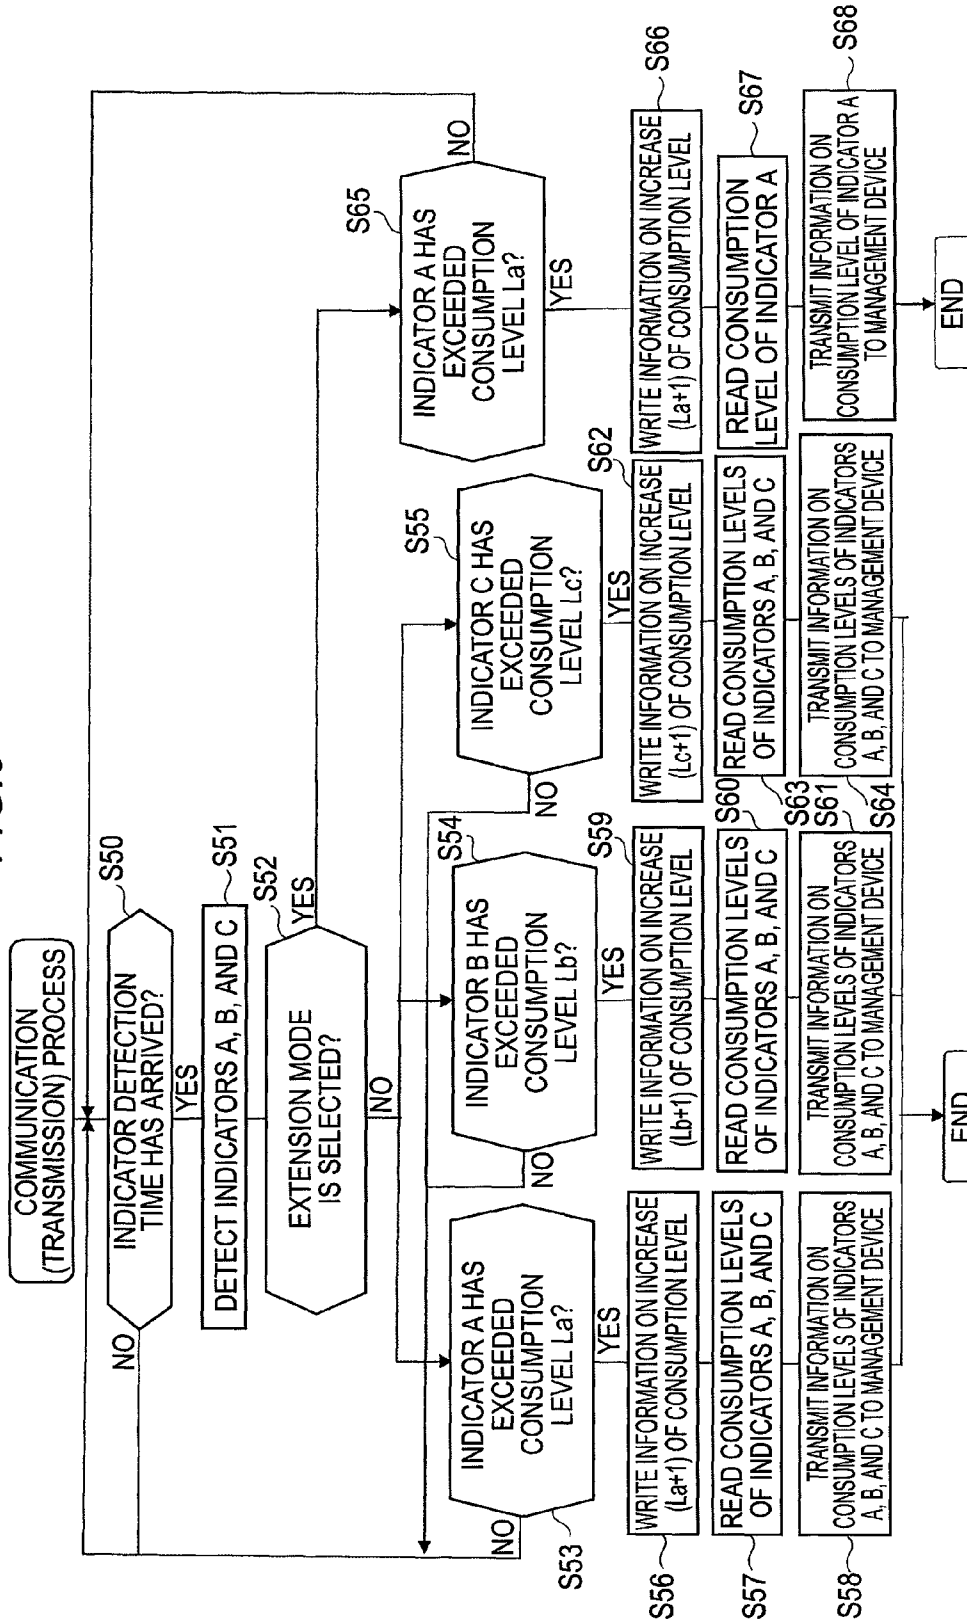 COMMUNICATION
(TRANSMISSION) PROCESS
INDICATOR DETECTION
TIME HAS ARRIVED?
S50
NO
YES
DETECT INDICATORS A, B, AND C
S51
EXTENSION MODE
IS SELECTED?
S52
YES
NO
INDICATOR A HAS
EXCEEDED
CONSUMPTION
LEVEL La?
S53
NO
YES
INDICATOR B HAS
EXCEEDED
CONSUMPTION
LEVEL Lb?
S54
NO
YES
INDICATOR C HAS
EXCEEDED
CONSUMPTION
LEVEL Lc?
S55
NO
YES
INDICATOR A HAS
EXCEEDED
CONSUMPTION
LEVEL La?
S65
NO
YES
WRITE INFORMATION ON INCREASE
(La+1) OF CONSUMPTION LEVEL
S56
WRITE INFORMATION ON INCREASE
(Lb+1) OF CONSUMPTION LEVEL
S59
WRITE INFORMATION ON INCREASE
(Lc+1) OF CONSUMPTION LEVEL
S62
WRITE INFORMATION ON INCREASE
(La+1) OF CONSUMPTION LEVEL
S66
READ CONSUMPTION LEVELS
OF INDICATORS A, B, AND C
S57
READ CONSUMPTION LEVELS
OF INDICATORS A, B, AND C
S60
READ CONSUMPTION LEVELS
OF INDICATORS A, B, AND C
S63
READ CONSUMPTION
LEVEL OF INDICATOR A
S67
TRANSMIT INFORMATION ON
CONSUMPTION LEVELS OF INDICATORS
A, B, AND C TO MANAGEMENT DEVICE
S58
TRANSMIT INFORMATION ON
CONSUMPTION LEVELS OF INDICATORS
A, B, AND C TO MANAGEMENT DEVICE
S61
TRANSMIT INFORMATION ON
CONSUMPTION LEVELS OF INDICATORS
A, B, AND C TO MANAGEMENT DEVICE
S64
TRANSMIT INFORMATION ON
CONSUMPTION LEVEL OF INDICATOR A
TO MANAGEMENT DEVICE
S68
END
END